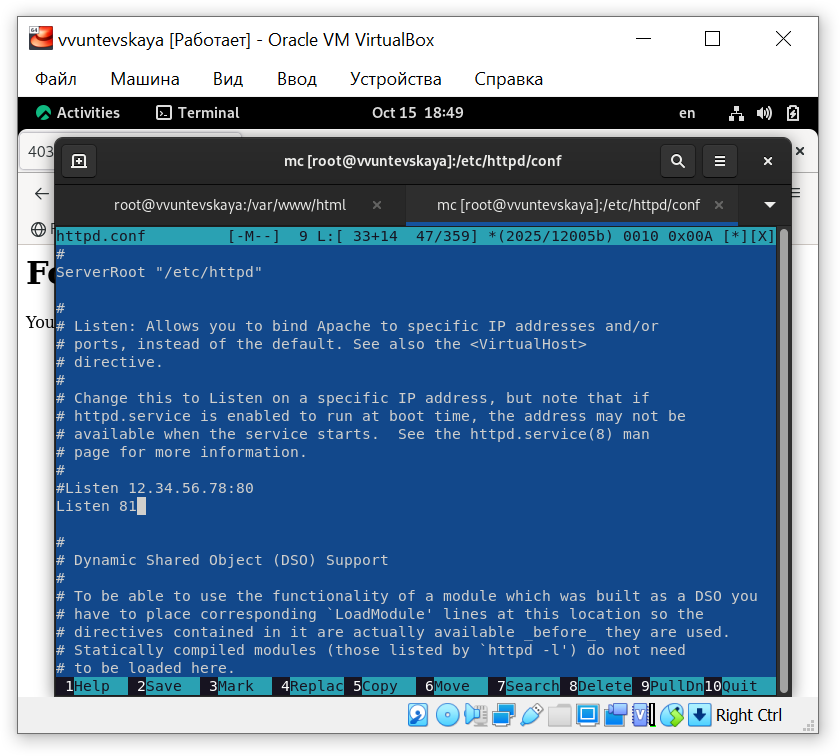 64
vvuntevskaya [Работает] - Oracle VM VirtualBox
Файл Машина Вид Ввод Устройства Справка
Activities Terminal Oct 15 18:49 en
403
mc [root@vvuntevskaya]:/etc/httpd/conf
root@vvuntevskaya:/var/www/html × mc [root@vvuntevskaya]:/etc/httpd/conf ×
httpd.conf [-M--] 9 L:[ 33+14 47/359] *(2025/12005b) 0010 0x00A [*][X]
Fo
You
#
ServerRoot "/etc/httpd"
#
# Listen: Allows you to bind Apache to specific IP addresses and/or
# ports, instead of the default. See also the <VirtualHost>
# directive.
#
# Change this to Listen on a specific IP address, but note that if
# httpd.service is enabled to run at boot time, the address may not be
# available when the service starts.  See the httpd.service(8) man
# page for more information.
#
#Listen 12.34.56.78:80
Listen 81
#
# Dynamic Shared Object (DSO) Support
#
# To be able to use the functionality of a module which was built as a DSO you
# have to place corresponding `LoadModule' lines at this location so the
# directives contained in it are actually available _before_ they are used.
# Statically compiled modules (those listed by `httpd -l') do not need
# to be loaded here.
1Help 2Save 3Mark 4Replac 5Copy 6Move 7Search 8Delete 9PullDn 10Quit
Right Ctrl